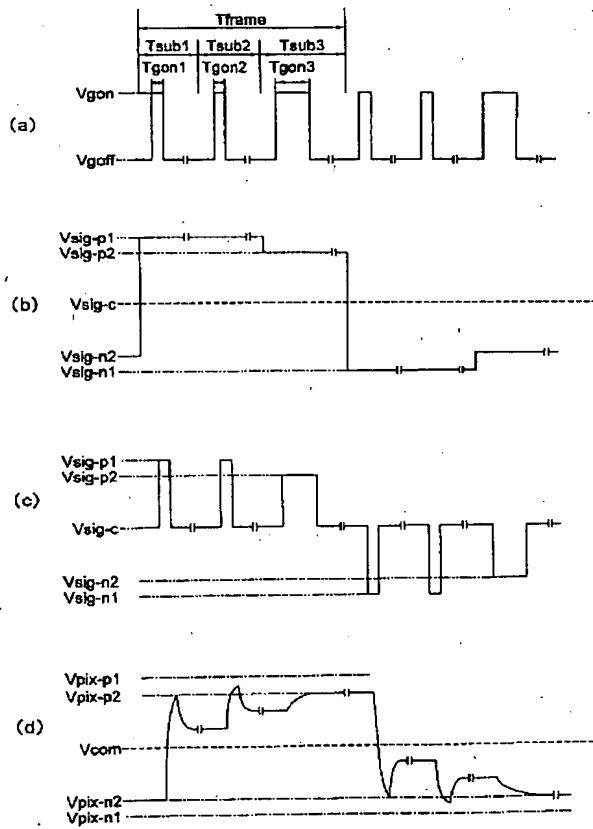 Tframe
Tsub1 Tsub2 Tsub3
Tgon1 Tgon2 Tgon3
Vgon
(a)
Vgoff
Vsig-p1
Vsig-p2
Vsig-c
(b)
Vsig-n2
Vsig-n1
Vsig-p1
Vsig-p2
(c)
Vsig-c
Vsig-n2
Vsig-n1
Vpix-p1
Vpix-p2
(d)
Vcom
Vpix-n2
Vpix-n1